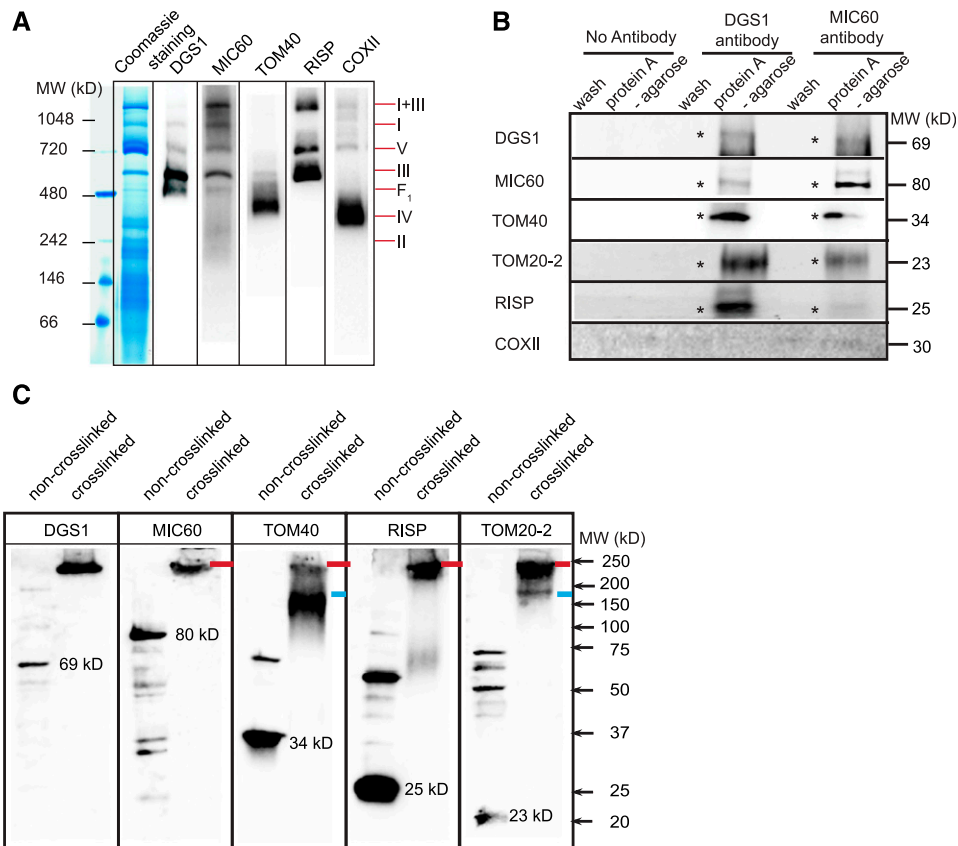 A
Coomassie staining
DGS1
MIC60
TOM40
RISP
COXII
MW (kD)
1048
720
480
242
146
66
I+III
I
V
III
F1
IV
II
B
No Antibody
DGS1 antibody
MIC60 antibody
wash
protein A - agarose
wash
protein A - agarose
wash
protein A - agarose
MW (kD)
DGS1 * * 69
MIC60 * * 80
TOM40 * * 34
TOM20-2 * * 23
RISP * * 25
COXII 30
C
non-crosslinked
crosslinked
non-crosslinked
crosslinked
non-crosslinked
crosslinked
non-crosslinked
crosslinked
non-crosslinked
crosslinked
DGS1
MIC60
TOM40
RISP
TOM20-2
MW (kD)
69 kD
80 kD
34 kD
25 kD
23 kD
250
200
150
100
75
50
37
25
20